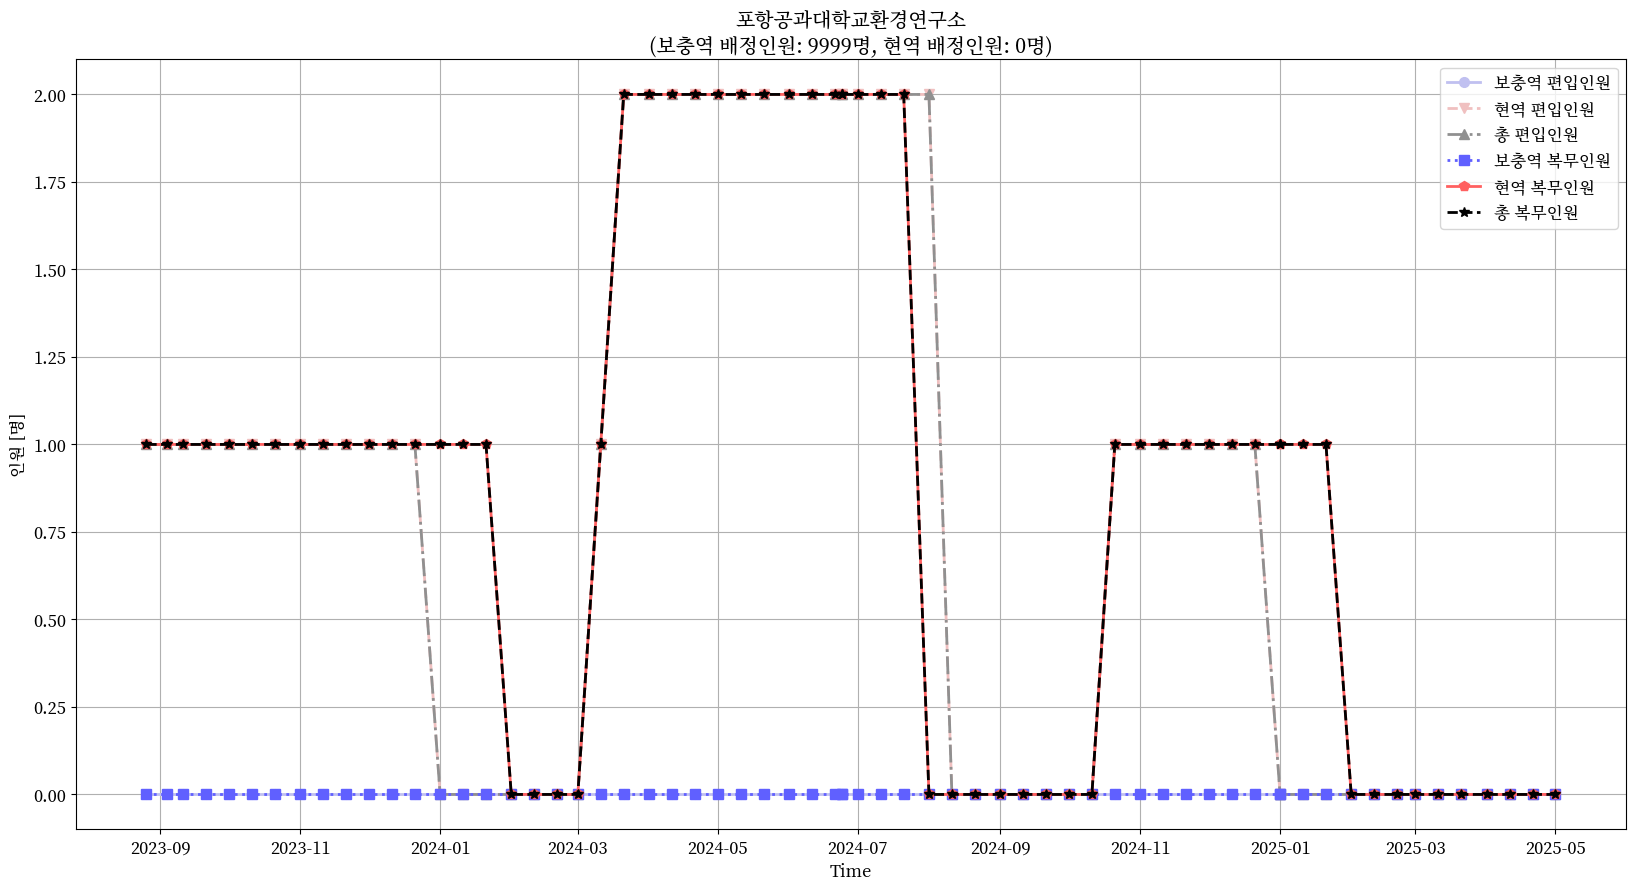 포항공과대학교환경연구소
(보충역 배정인원: 9999명, 현역 배정인원: 0명)
보충역 편입인원
현역 편입인원
총 편입인원
보충역 복무인원
현역 복무인원
총 복무인원
인원 [명]
2.00
1.75
1.50
1.25
1.00
0.75
0.50
0.25
0.00
2023-09 2023-11 2024-01 2024-03 2024-05 2024-07 2024-09 2024-11 2025-01 2025-03 2025-05
Time